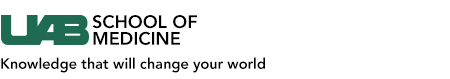 UAB SCHOOL OF
MEDICINE
Knowledge that will change your world